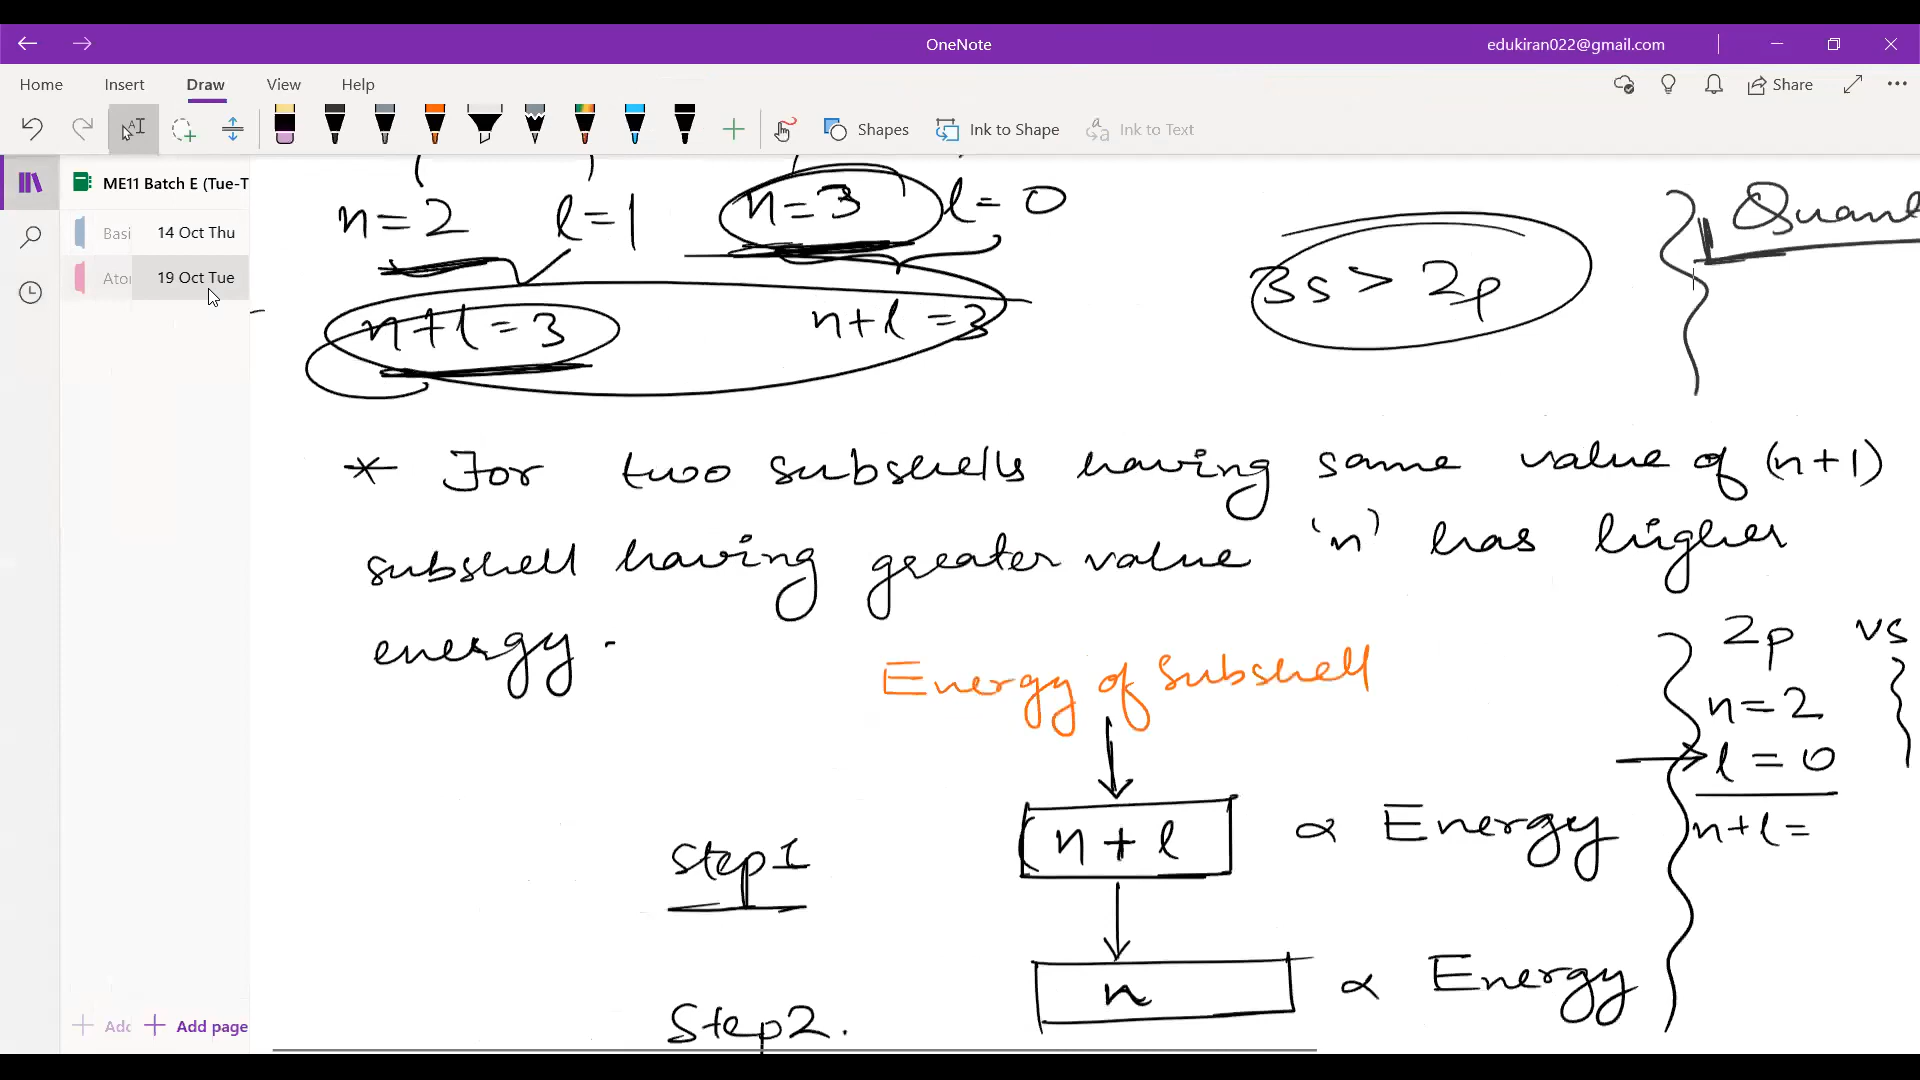 OneNote
edukiran022@gmail.com
Home Insert Draw View Help
Share
Shapes Ink to Shape Ink to Text
ME11 Batch E (Tue-T
Basi 14 Oct Thu
Ato 19 Oct Tue
n=2 l=1 n=3 l=0
n+l=3 n+l=3
3s > 2p
Quant
* For two subshells having same value of (n+1)
subshell having greater value 'n' has higher
energy.
Energy of Subshell
Step1 n+l ∝ Energy
Step2. n ∝ Energy
2p vs
n=2
l=0
n+l=
Add Add page